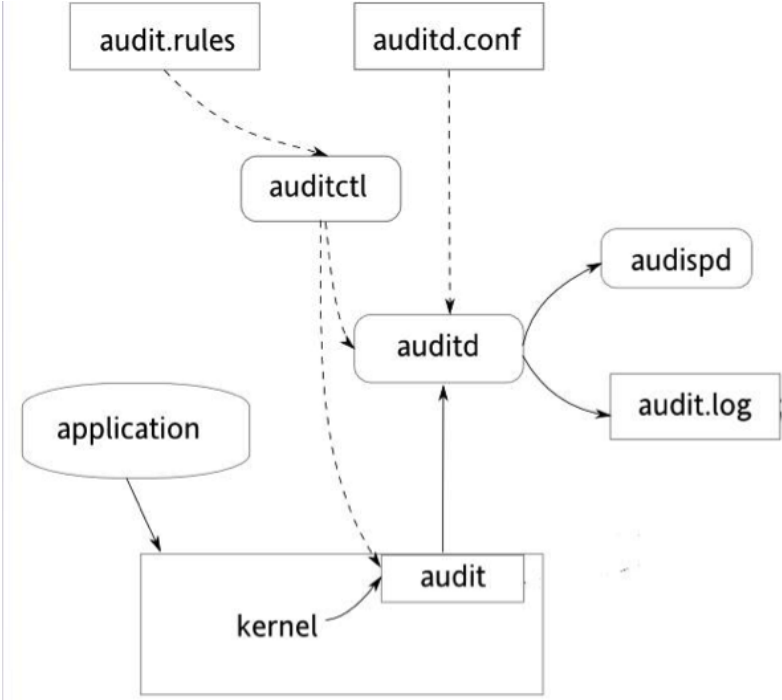 audit.rules
auditd.conf
auditctl
audispd
auditd
audit.log
application
audit
kernel